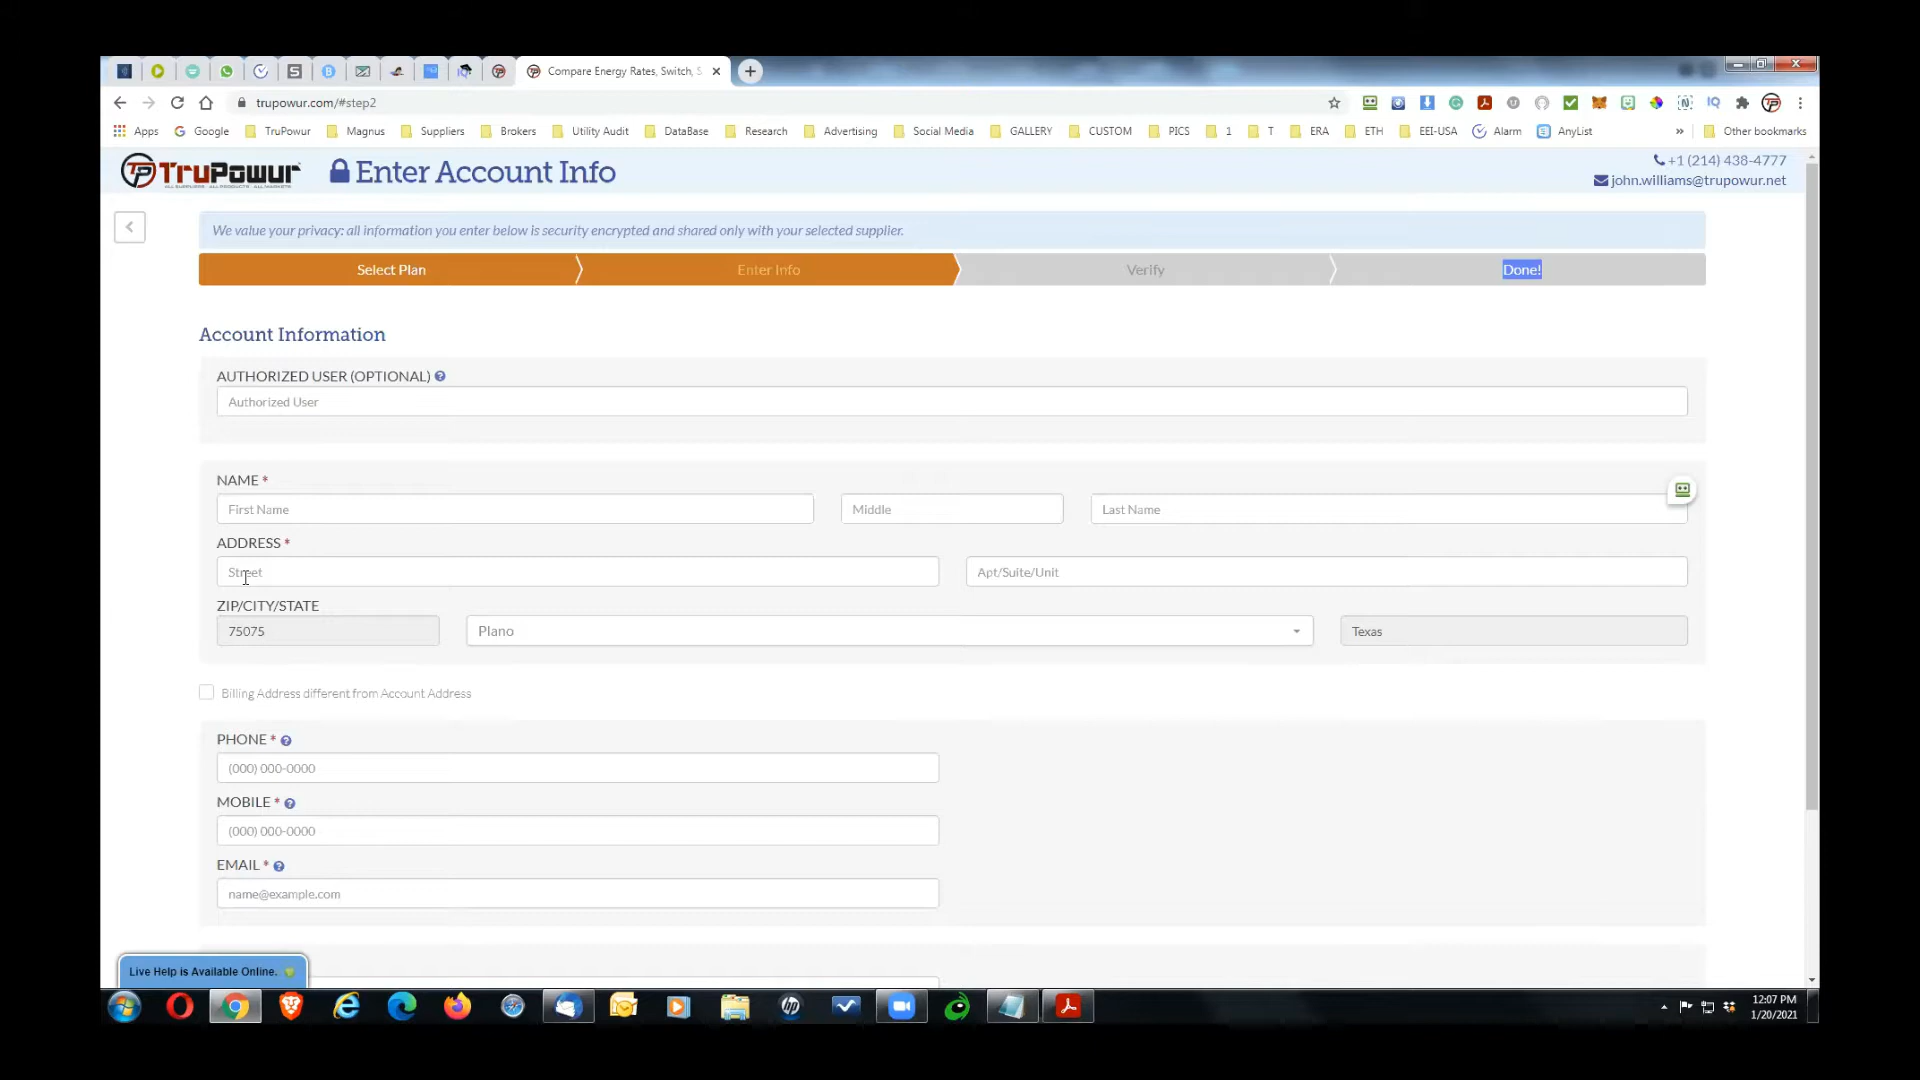 Compare Energy Rates, Switch, S
trupowur.com/#step2
Apps Google TruPowur Magnus Suppliers Brokers Utility Audit DataBase Research Advertising Social Media GALLERY CUSTOM PICS 1 T ERA ETH EEI-USA Alarm AnyList » Other bookmarks
TruPowur
Enter Account Info
+1 (214) 438-4777
john.williams@trupowur.net
We value your privacy: all information you enter below is security encrypted and shared only with your selected supplier.
Select Plan Enter Info Verify Done!
Account Information
AUTHORIZED USER (OPTIONAL)
Authorized User
NAME *
First Name Middle Last Name
ADDRESS *
Street Apt/Suite/Unit
ZIP/CITY/STATE
75075 Plano Texas
Billing Address different from Account Address
PHONE *
(000) 000-0000
MOBILE *
(000) 000-0000
EMAIL *
name@example.com
Live Help is Available Online.
12:07 PM
1/20/2021